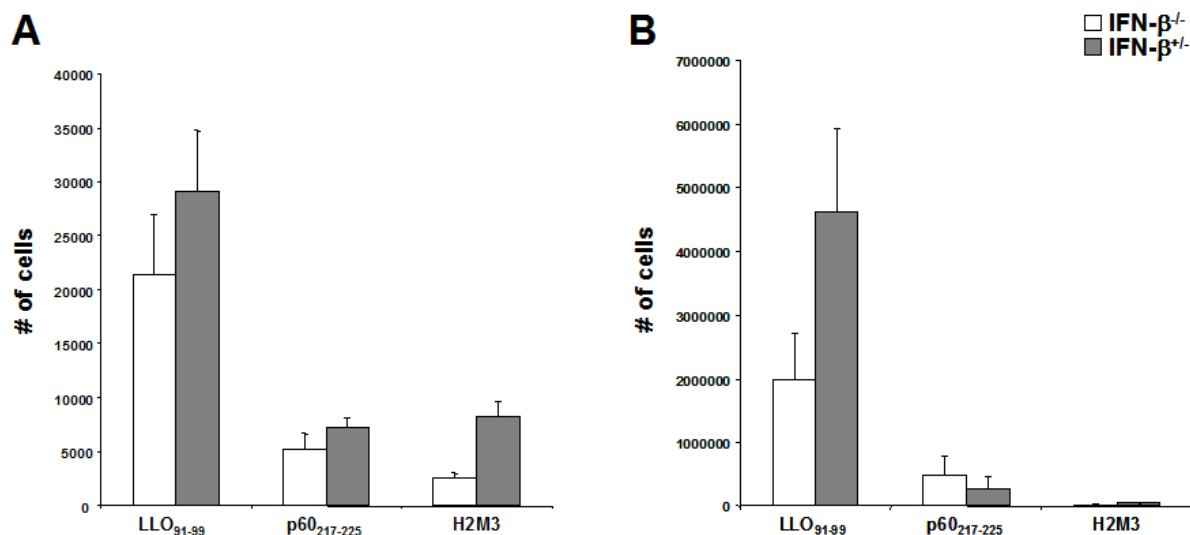 A
# of cells
40000
35000
30000
25000
20000
15000
10000
5000
0
LLO91-99 p60217-225 H2M3
B
IFN-β-/-
IFN-β+/-
# of cells
7000000
6000000
5000000
4000000
3000000
2000000
1000000
0
LLO91-99 p60217-225 H2M3